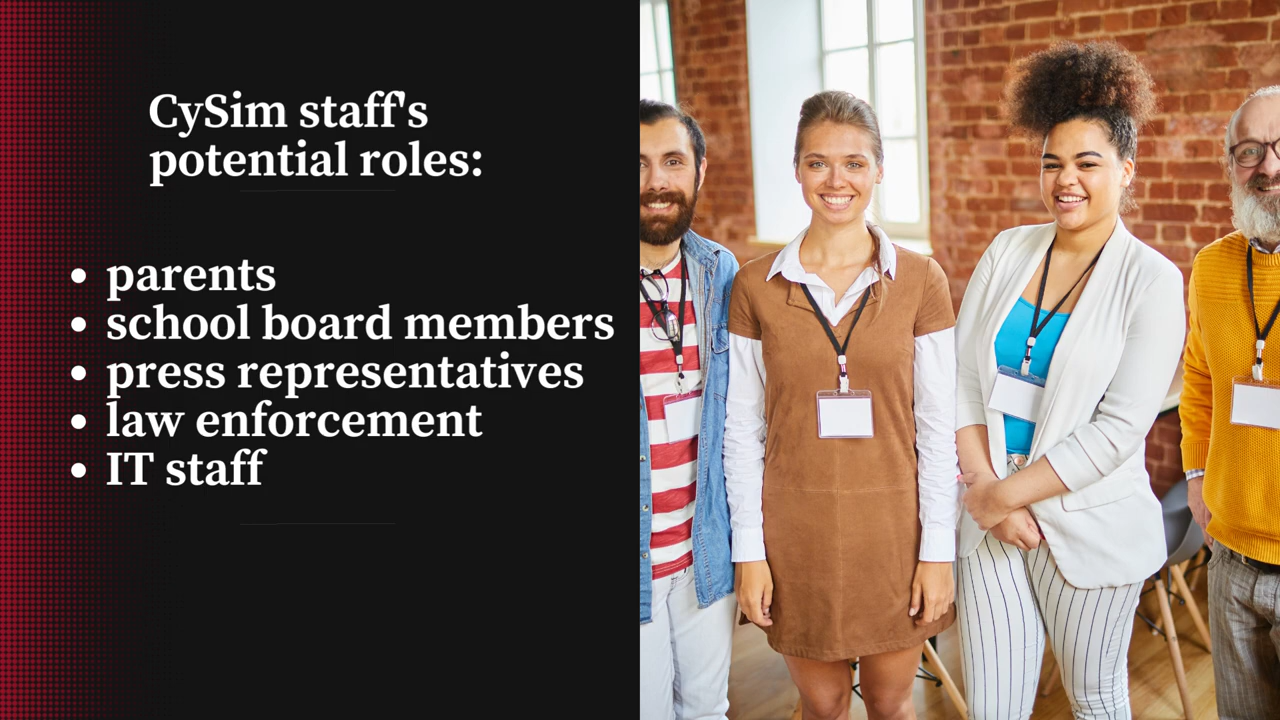 CySim staff's
potential roles:
• parents
• school board members
• press representatives
• law enforcement
• IT staff